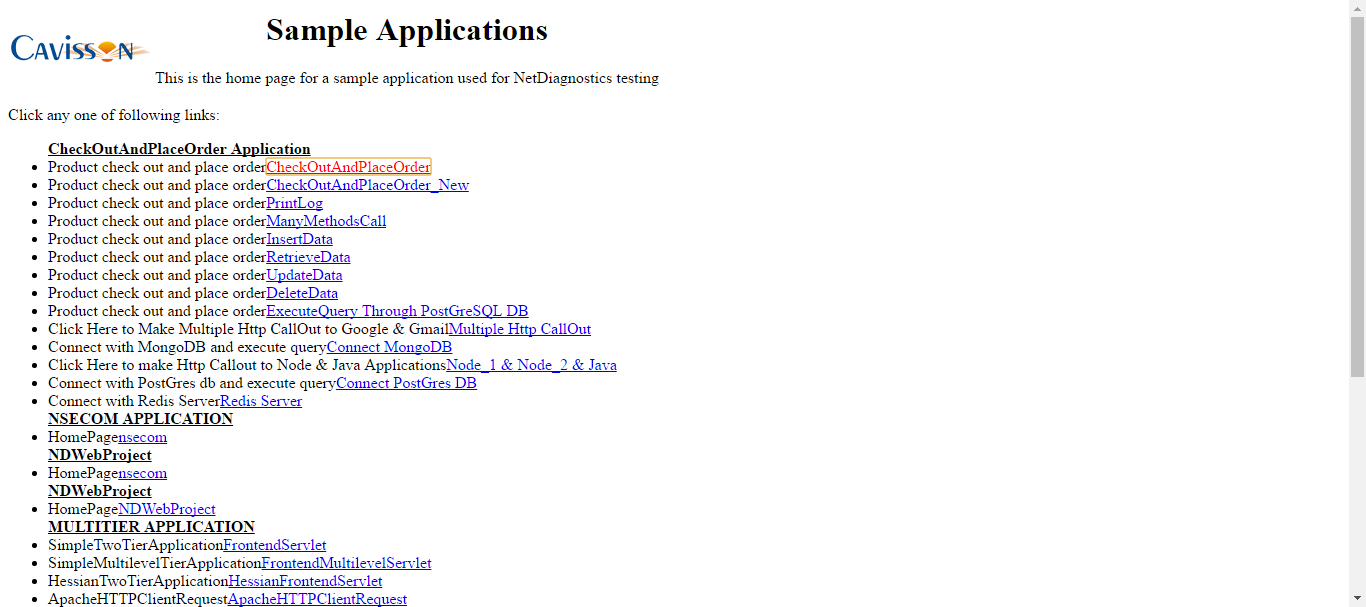 Sample Applications
CAVISSON
This is the home page for a sample application used for NetDiagnostics testing
Click any one of following links:
CheckOutAndPlaceOrder Application
Product check out and place orderCheckOutAndPlaceOrder
Product check out and place orderCheckOutAndPlaceOrder_New
Product check out and place orderPrintLog
Product check out and place orderManyMethodsCall
Product check out and place orderInsertData
Product check out and place orderRetrieveData
Product check out and place orderUpdateData
Product check out and place orderDeleteData
Product check out and place orderExecuteQuery Through PostGreSQL DB
Click Here to Make Multiple Http CallOut to Google & GmailMultiple Http CallOut
Connect with MongoDB and execute queryConnect MongoDB
Click Here to make Http Callout to Node & Java ApplicationsNode_1 & Node_2 & Java
Connect with PostGres db and execute queryConnect PostGres DB
Connect with Redis ServerRedis Server
NSECOM APPLICATION
HomePagensecom
NDWebProject
HomePagensecom
NDWebProject
HomePageNDWebProject
MULTITIER APPLICATION
SimpleTwoTierApplicationFrontendServlet
SimpleMultilevelTierApplicationFrontendMultilevelServlet
HessianTwoTierApplicationHessianFrontendServlet
ApacheHTTPClientRequestApacheHTTPClientRequest